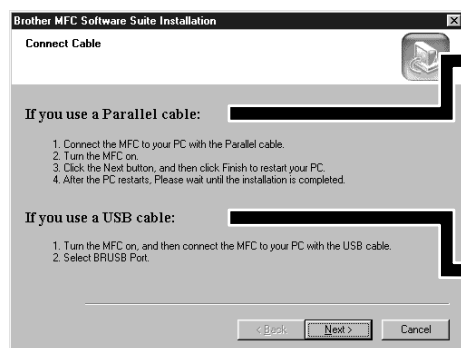 Brother MFC Software Suite Installation
Connect Cable
If you use a Parallel cable:
1. Connect the MFC to your PC with the Parallel cable.
2. Turn the MFC on.
3. Click the Next button, and then click Finish to restart your PC.
4. After the PC restarts, Please wait until the installation is completed.
If you use a USB cable:
1. Turn the MFC on, and then connect the MFC to your PC with the USB cable.
2. Select BRUSB Port.
< Back Next > Cancel